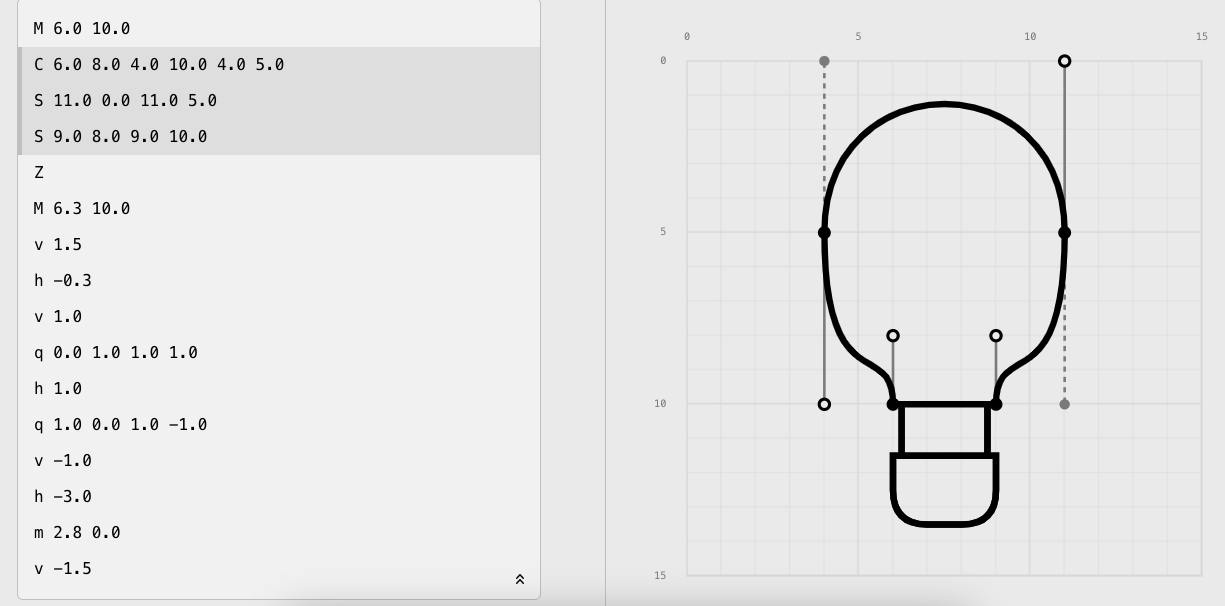 M 6.0 10.0
C 6.0 8.0 4.0 10.0 4.0 5.0
S 11.0 0.0 11.0 5.0
S 9.0 8.0 9.0 10.0
Z
M 6.3 10.0
v 1.5
h −0.3
v 1.0
q 0.0 1.0 1.0 1.0
h 1.0
q 1.0 0.0 1.0 −1.0
v −1.0
h −3.0
m 2.8 0.0
v −1.5
0 5 10 15
0
5
10
15